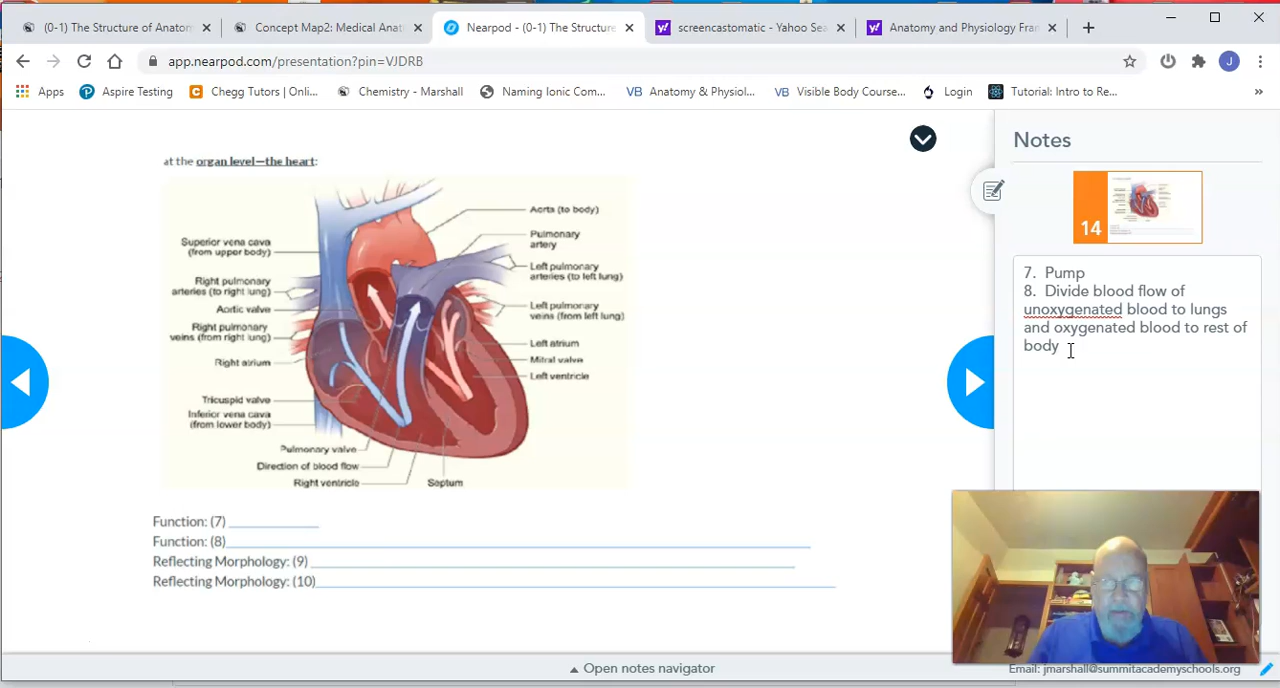 (0-1) The Structure of Anatom
Concept Map2: Medical Anat
Nearpod - (0-1) The Structure
screencastomatic - Yahoo Sea
Anatomy and Physiology Fran
app.nearpod.com/presentation?pin=VJDRB
J
Apps
Aspire Testing
Chegg Tutors | Onli...
Chemistry - Marshall
Naming Ionic Com...
VB Anatomy & Physiol...
VB Visible Body Course...
Login
Tutorial: Intro to Re...
»
at the organ level—the heart:
Aorta (to body)
Pulmonary
artery
Left pulmonary
arteries (to left lung)
Left pulmonary
veins (from left lung)
Left atrium
Mitral valve
Left ventricle
Superior vena cava
(from upper body)
Right pulmonary
arteries (to right lung)
Aortic valve
Right pulmonary
veins (from right lung)
Right atrium
Tricuspid valve
Inferior vena cava
(from lower body)
Pulmonary valve
Direction of blood flow
Right ventricle
Septum
Function: (7)
Function: (8)
Reflecting Morphology: (9)
Reflecting Morphology: (10)
Notes
14
7. Pump
8. Divide blood flow of
unoxygenated blood to lungs
and oxygenated blood to rest of
body
Open notes navigator
Email: jmarshall@summitacademyschools.org